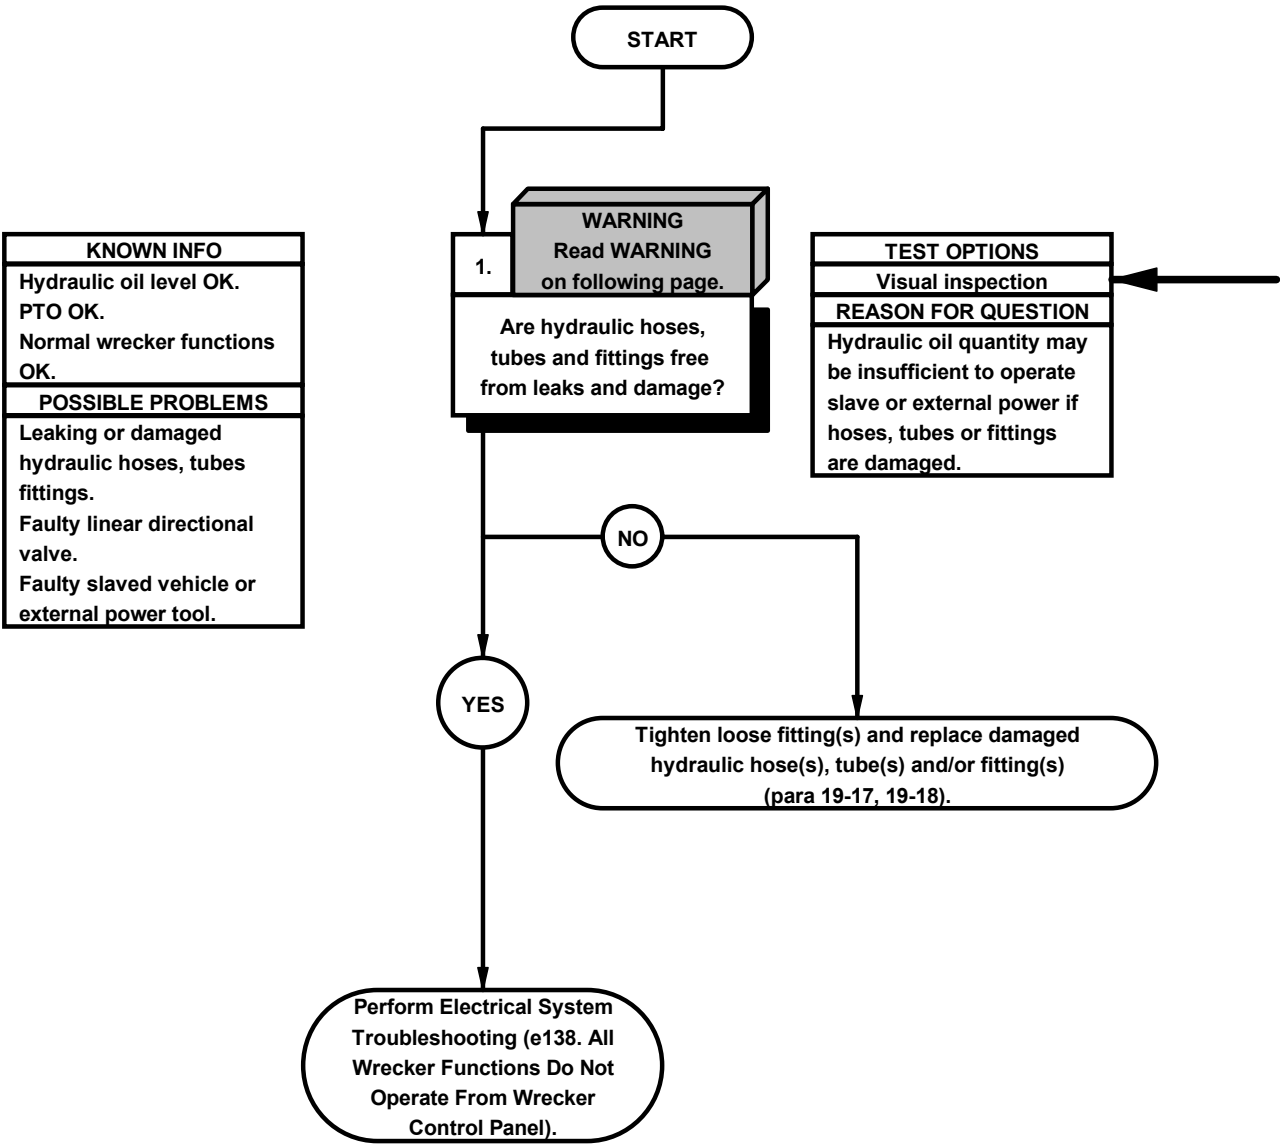 START
KNOWN INFO
Hydraulic oil level OK.
PTO OK.
Normal wrecker functions
OK.
POSSIBLE PROBLEMS
Leaking or damaged
hydraulic hoses, tubes
fittings.
Faulty linear directional
valve.
Faulty slaved vehicle or
external power tool.
1.
WARNING
Read WARNING
on following page.
Are hydraulic hoses,
tubes and fittings free
from leaks and damage?
TEST OPTIONS
Visual inspection
REASON FOR QUESTION
Hydraulic oil quantity may
be insufficient to operate
slave or external power if
hoses, tubes or fittings
are damaged.
NO
YES
Tighten loose fitting(s) and replace damaged
hydraulic hose(s), tube(s) and/or fitting(s)
(para 19-17, 19-18).
Perform Electrical System
Troubleshooting (e138. All
Wrecker Functions Do Not
Operate From Wrecker
Control Panel).